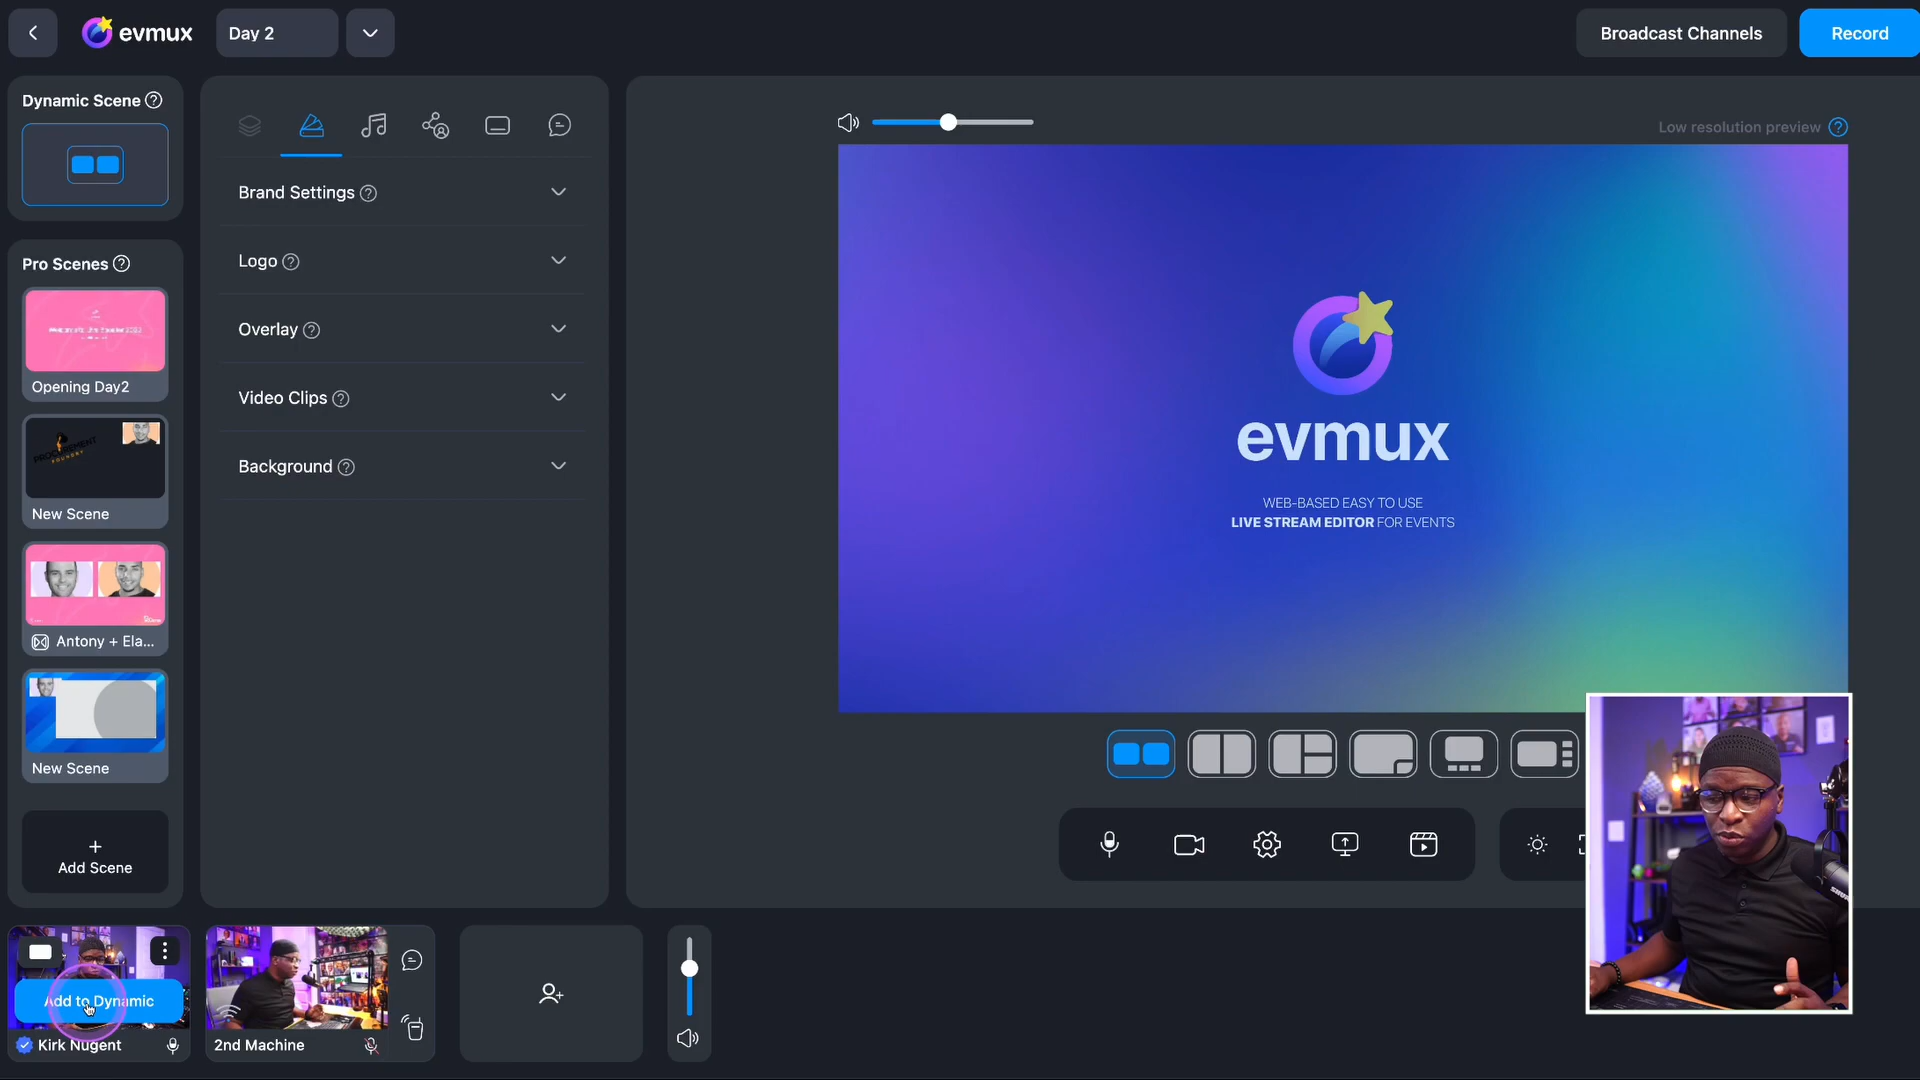 evmux
Day 2
Broadcast Channels
Record
Dynamic Scene
Low resolution preview
Brand Settings
Logo
Overlay
Video Clips
Background
Pro Scenes
Opening Day2
PROCUREMENT
FOUNDRY
New Scene
Antony + Ela...
New Scene
+
Add Scene
evmux
WEB-BASED EASY TO USE
LIVE STREAM EDITOR FOR EVENTS
Add to Dynamic
Kirk Nugent
2nd Machine